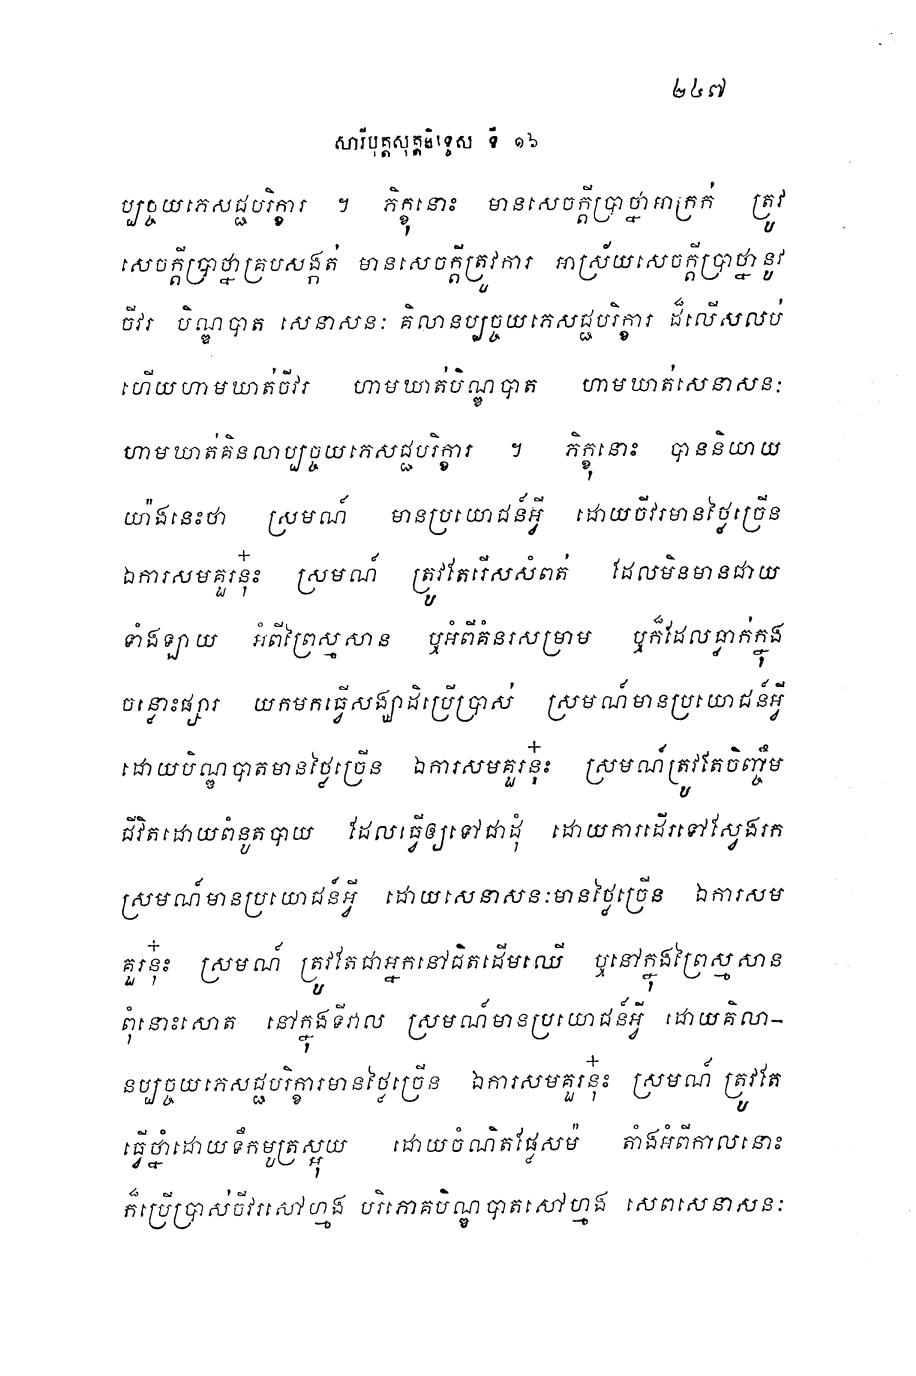 ២៤៧
សារីបុត្តសុត្តនិទ្ទេស ទី ១៦
ប្បច្ចយភេសជ្ជបរិក្ខារ ។ ភិក្ខុនោះ មានសេចក្តីប្រាថ្នាអាក្រក់ ត្រូវ
សេចក្តីប្រាថ្នាគ្របសង្កត់ មានសេចក្តីត្រូវការ អាស្រ័យសេចក្តីប្រាថ្នានូវ
ចីវរ បិណ្ឌបាត សេនាសនៈ គិលានប្បច្ចយភេសជ្ជបរិក្ខារ ដ៏លើសលប់
ហើយហាមឃាត់ចីវរ ហាមឃាត់បិណ្ឌបាត ហាមឃាត់សេនាសនៈ
ហាមឃាត់គិនលាប្បច្ចយភេសជ្ជបរិក្ខារ ។ ភិក្ខុនោះ បាននិយាយ
យ៉ាងនេះថា ស្រមណ៍ មានប្រយោជន៍អ្វី ដោយចីវរមានថ្លៃច្រើន
ឯការសមគួរនុ៎ះ ស្រមណ៍ ត្រូវតែរើសសំពត់ ដែលមិនមានជាយ
ទាំងឡាយ អំពីព្រៃស្មសាន ឬអំពីគំនរសម្រាម ឬក៏ដែលធ្លាក់ក្នុង
ចន្លោះផ្សារ យកមកធ្វើសង្ឃាដិប្រើប្រាស់ ស្រមណ៍មានប្រយោជន៍អ្វី
ដោយបិណ្ឌបាតមានថ្លៃច្រើន ឯការសមគួរនុ៎ះ ស្រមណ៍ត្រូវតែចិញ្ចឹម
ជីវិតដោយពំនូតបាយ ដែលធ្វើឲ្យទៅជាដុំ ដោយការដើរទៅស្វែងរក
ស្រមណ៍មានប្រយោជន៍អ្វី ដោយសេនាសនៈមានថ្លៃច្រើន ឯការសម
គួរនុ៎ះ ស្រមណ៍ ត្រូវតែជាអ្នកនៅជិតដើមឈើ ឬនៅក្នុងព្រៃស្មសាន
ពុំនោះសោត នៅក្នុងទីវាល ស្រមណ៍មានប្រយោជន៍អ្វី ដោយគិលា-
នប្បច្ចយភេសជ្ជបរិក្ខារមានថ្លៃច្រើន ឯការសមគួរនុ៎ះ ស្រមណ៍ ត្រូវតែ
ធ្វើថ្នាំដោយទឹកមូត្រស្អុយ ដោយចំណិតផ្លែសម៉ តាំងអំពីកាលនោះ
ក៏ប្រើប្រាស់ចីវរសៅហ្មង បរិភោគបិណ្ឌបាតសៅហ្មង សេពសេនាសនៈ